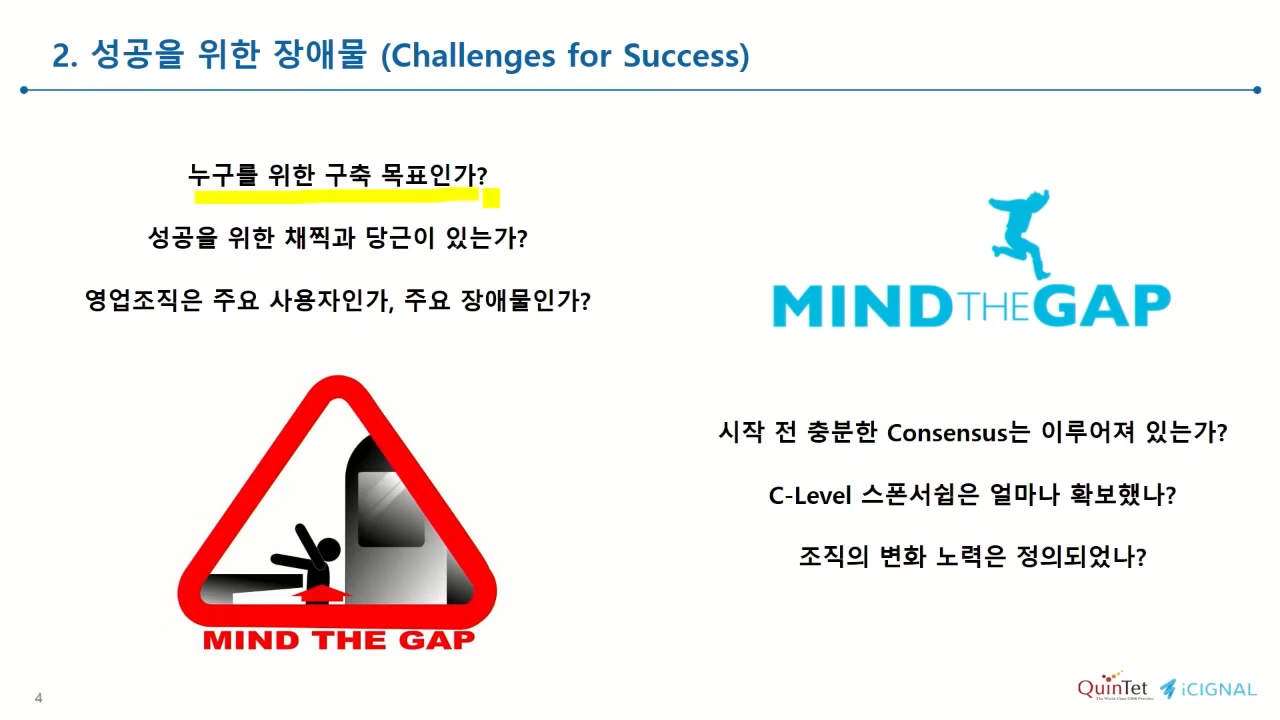 2. 성공을 위한 장애물 (Challenges for Success)
누구를 위한 구축 목표인가?
성공을 위한 채찍과 당근이 있는가?
영업조직은 주요 사용자인가, 주요 장애물인가?
MIND THE GAP
MINDTHEGAP
시작 전 충분한 Consensus는 이루어져 있는가?
C-Level 스폰서쉽은 얼마나 확보했나?
조직의 변화 노력은 정의되었나?
4
QuinTet
iCIGNAL